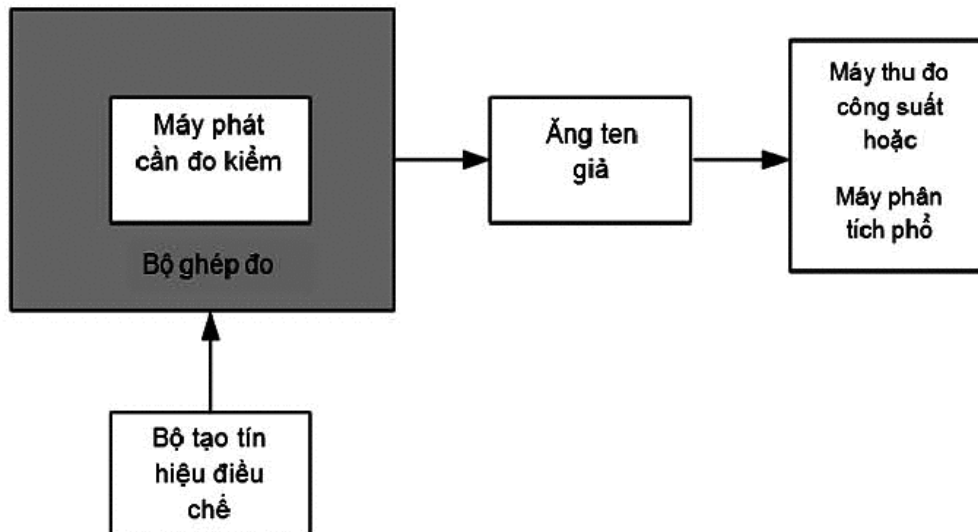 Máy phát
cần đo kiểm
Bộ ghép đo
Ăng ten
giả
Máy thu đo
công suất
hoặc
Máy phân
tích phổ
Bộ tạo tín
hiệu điều
chế